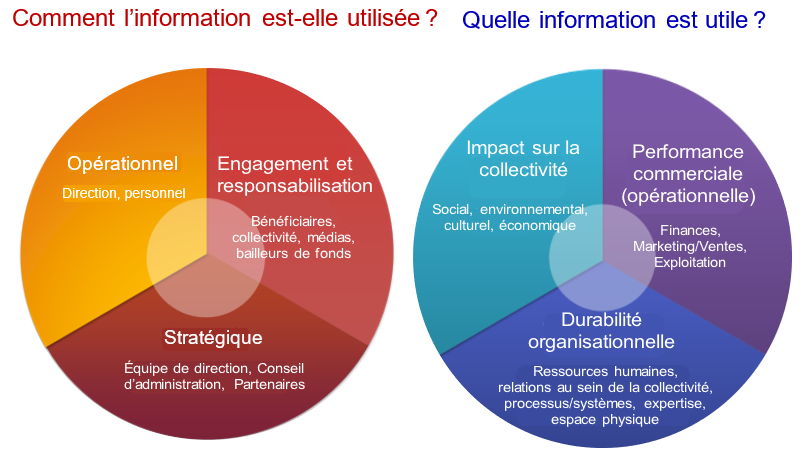 Comment l’information est-elle utilisée ?
Quelle information est utile ?
Opérationnel
Direction, personnel
Engagement et
responsabilisation
Bénéficiaires,
collectivité, médias,
bailleurs de fonds
Stratégique
Équipe de direction, Conseil
d’administration, Partenaires
Impact sur la
collectivité
Social, environnemental,
culturel, économique
Performance
commerciale
(opérationnelle)
Finances,
Marketing/Ventes,
Exploitation
Durabilité
organisationnelle
Ressources humaines,
relations au sein de la collectivité,
processus/systèmes, expertise,
espace physique